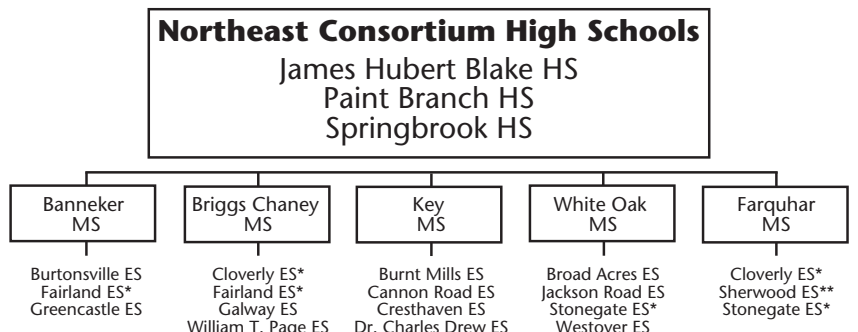 Northeast Consortium High Schools
James Hubert Blake HS
Paint Branch HS
Springbrook HS
Banneker
MS
Burtonsville ES
Fairland ES*
Greencastle ES
Briggs Chaney
MS
Cloverly ES*
Fairland ES*
Galway ES
William T. Page ES
Key
MS
Burnt Mills ES
Cannon Road ES
Cresthaven ES
Dr. Charles Drew ES
White Oak
MS
Broad Acres ES
Jackson Road ES
Stonegate ES*
Westover ES
Farquhar
MS
Cloverly ES*
Sherwood ES**
Stonegate ES*